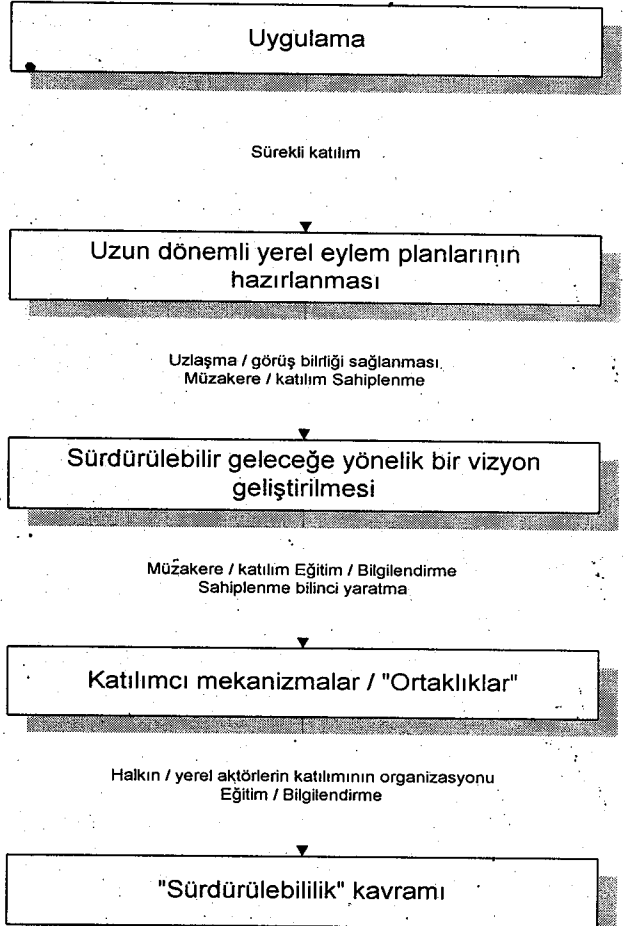 Uygulama
Sürekli katılım
Uzun dönemli yerel eylem planlarının
hazırlanması
Uzlaşma / görüş bilrliği sağlanması
Müzakere / katılım Sahiplenme
Sürdürülebilir geleceğe yönelik bir vizyon
geliştirilmesi
Müzakere / katılım Eğitim / Bilgilendirme
Sahiplenme bilinci yaratma
Katılımcı mekanizmalar / "Ortaklıklar"
Halkın / yerel aktörlerin katılımının organizasyonu
Eğitim / Bilgilendirme
"Sürdürülebililik" kavramı